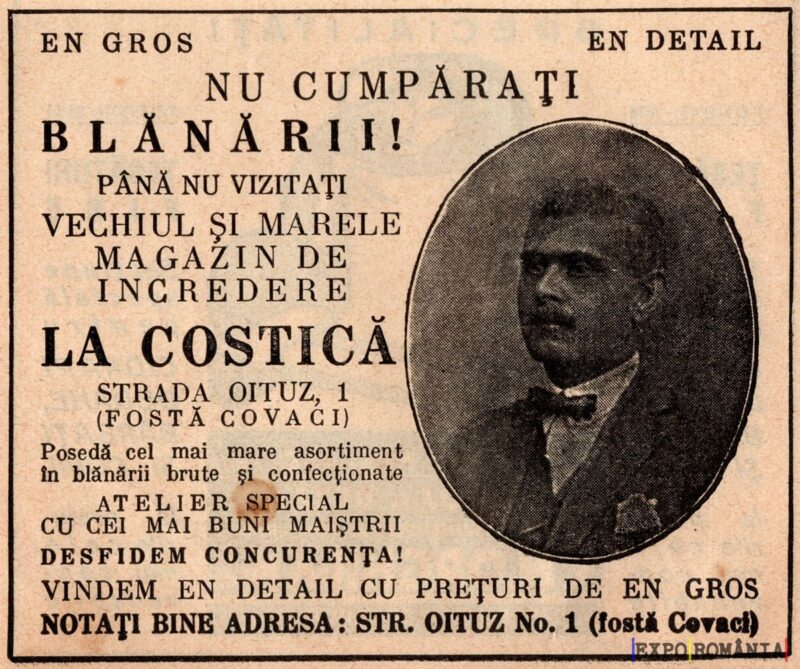 EN GROS EN DETAIL
NU CUMPĂRAŢI
BLĂNĂRII!
PÂNĂ NU VIZITAŢI
VECHIUL ŞI MARELE
MAGAZIN DE
INCREDERE
LA COSTICĂ
STRADA OITUZ, 1
(FOSTĂ COVACI)
Posedă cel mai mare asortiment
în blănării brute şi confecţionate
ATELIER SPECIAL
CU CEI MAI BUNI MAIŞTRII
DESFIDEM CONCURENŢA!
VINDEM EN DETAIL CU PREŢURI DE EN GROS
NOTAŢI BINE ADRESA: STR. OITUZ No. 1 (fostă Covaci)
EXPO ROMÂNIA